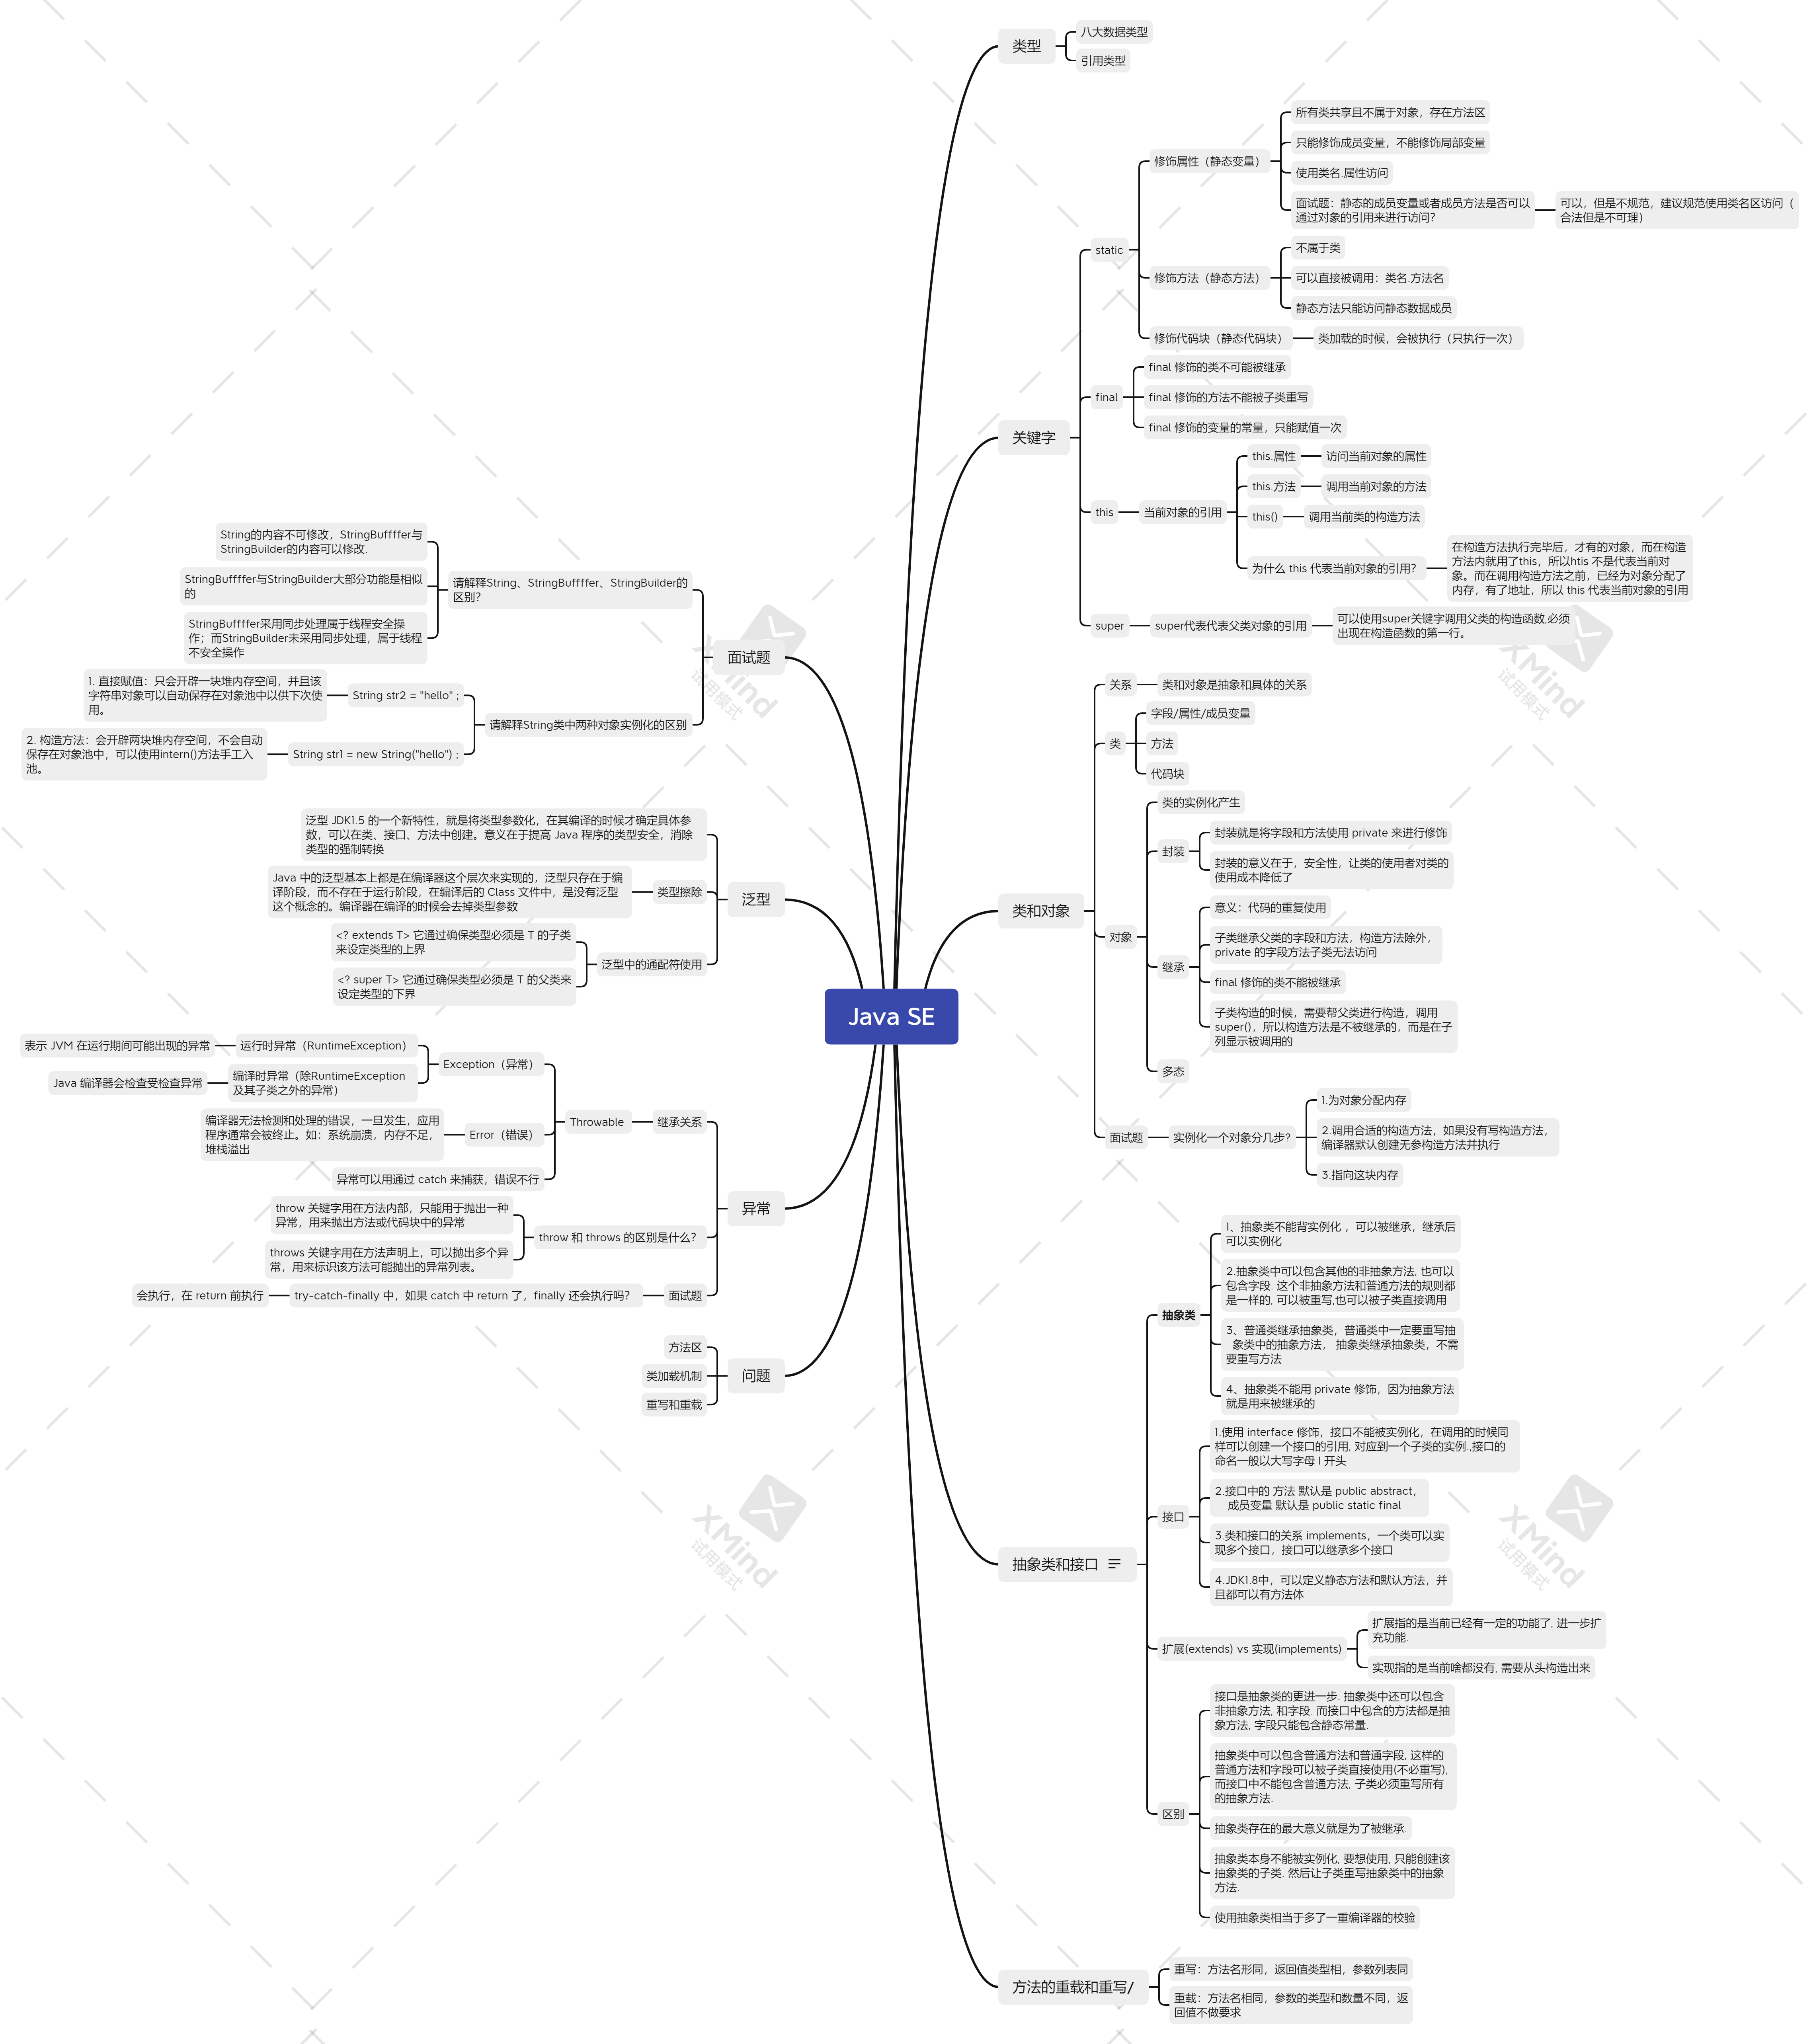 Java SE
类型
八大数据类型
引用类型
关键字
static
修饰属性（静态变量）
所有类共享且不属于对象，存在方法区
只能修饰成员变量，不能修饰局部变量
使用类名.属性访问
面试题：静态的成员变量或者成员方法是否可以
通过对象的引用来进行访问？
可以，但是不规范，建议规范使用类名区访问（
合法但是不可理）
修饰方法（静态方法）
不属于类
可以直接被调用：类名.方法名
静态方法只能访问静态数据成员
修饰代码块（静态代码块）
类加载的时候，会被执行（只执行一次）
final
final 修饰的类不可能被继承
final 修饰的方法不能被子类重写
final 修饰的变量的常量，只能赋值一次
this
当前对象的引用
this.属性
访问当前对象的属性
this.方法
调用当前对象的方法
this()
调用当前类的构造方法
为什么 this 代表当前对象的引用？
在构造方法执行完毕后，才有的对象，而在构造
方法内就用了this，所以htis 不是代表当前对
象。而在调用构造方法之前，已经为对象分配了
内存，有了地址，所以 this 代表当前对象的引用
super
super代表代表父类对象的引用
可以使用super关键字调用父类的构造函数,必须
出现在构造函数的第一行。
类和对象
关系
类和对象是抽象和具体的关系
类
字段/属性/成员变量
方法
代码块
对象
类的实例化产生
封装
封装就是将字段和方法使用 private 来进行修饰
封装的意义在于，安全性，让类的使用者对类的
使用成本降低了
继承
意义：代码的重复使用
子类继承父类的字段和方法，构造方法除外，
private 的字段方法子类无法访问
final 修饰的类不能被继承
子类构造的时候，需要帮父类进行构造，调用
super()，所以构造方法是不被继承的，而是在子
列显示被调用的
多态
面试题
实例化一个对象分几步?
1.为对象分配内存
2.调用合适的构造方法，如果没有写构造方法，
编译器默认创建无参构造方法并执行
3.指向这块内存
抽象类和接口
抽象类
1、抽象类不能背实例化 ，可以被继承，继承后
可以实例化
2.抽象类中可以包含其他的非抽象方法, 也可以
包含字段. 这个非抽象方法和普通方法的规则都
是一样的, 可以被重写,也可以被子类直接调用
3、普通类继承抽象类，普通类中一定要重写抽
象类中的抽象方法， 抽象类继承抽象类，不需
要重写方法
4、抽象类不能用 private 修饰，因为抽象方法
就是用来被继承的
接口
1.使用 interface 修饰，接口不能被实例化，在调用的时候同
样可以创建一个接口的引用, 对应到一个子类的实例.,接口的
命名一般以大写字母 I 开头
2.接口中的 方法 默认是 public abstract，
成员变量 默认是 public static final
3.类和接口的关系 implements，一个类可以实
现多个接口，接口可以继承多个接口
4.JDK1.8中，可以定义静态方法和默认方法，并
且都可以有方法体
扩展(extends) vs 实现(implements)
扩展指的是当前已经有一定的功能了, 进一步扩
充功能.
实现指的是当前啥都没有, 需要从头构造出来
区别
接口是抽象类的更进一步. 抽象类中还可以包含
非抽象方法, 和字段. 而接口中包含的方法都是抽
象方法, 字段只能包含静态常量.
抽象类中可以包含普通方法和普通字段, 这样的
普通方法和字段可以被子类直接使用(不必重写),
而接口中不能包含普通方法, 子类必须重写所有
的抽象方法.
抽象类存在的最大意义就是为了被继承.
抽象类本身不能被实例化, 要想使用, 只能创建该
抽象类的子类. 然后让子类重写抽象类中的抽象
方法.
使用抽象类相当于多了一重编译器的校验
方法的重载和重写/
重写：方法名形同，返回值类型相，参数列表同
重载：方法名相同，参数的类型和数量不同，返
回值不做要求
面试题
请解释String、StringBuffffer、StringBuilder的
区别？
String的内容不可修改，StringBuffffer与
StringBuilder的内容可以修改.
StringBuffffer与StringBuilder大部分功能是相似
的
StringBuffffer采用同步处理属于线程安全操
作；而StringBuilder未采用同步处理，属于线程
不安全操作
请解释String类中两种对象实例化的区别
String str2 = "hello" ;
1. 直接赋值：只会开辟一块堆内存空间，并且该
字符串对象可以自动保存在对象池中以供下次使
用。
String str1 = new String("hello") ;
2. 构造方法：会开辟两块堆内存空间，不会自动
保存在对象池中，可以使用intern()方法手工入
池。
泛型
泛型 JDK1.5 的一个新特性，就是将类型参数化，在其编译的时候才确定具体参
数，可以在类、接口、方法中创建。意义在于提高 Java 程序的类型安全，消除
类型的强制转换
类型擦除
Java 中的泛型基本上都是在编译器这个层次来实现的，泛型只存在于编
译阶段，而不存在于运行阶段，在编译后的 Class 文件中，是没有泛型
这个概念的。编译器在编译的时候会去掉类型参数
泛型中的通配符使用
<? extends T> 它通过确保类型必须是 T 的子类
来设定类型的上界
<? super T> 它通过确保类型必须是 T 的父类来
设定类型的下界
异常
继承关系
Throwable
Exception（异常）
运行时异常（RuntimeException）
表示 JVM 在运行期间可能出现的异常
编译时异常（除RuntimeException
及其子类之外的异常）
Java 编译器会检查受检查异常
Error（错误）
编译器无法检测和处理的错误，一旦发生，应用
程序通常会被终止。如：系统崩溃，内存不足，
堆栈溢出
异常可以用通过 catch 来捕获，错误不行
throw 和 throws 的区别是什么？
throw 关键字用在方法内部，只能用于抛出一种
异常，用来抛出方法或代码块中的异常
throws 关键字用在方法声明上，可以抛出多个异
常，用来标识该方法可能抛出的异常列表。
面试题
try-catch-finally 中，如果 catch 中 return 了，finally 还会执行吗？
会执行，在 return 前执行
问题
方法区
类加载机制
重写和重载
XMind
试用模式
XMind
试用模式
XMind
试用模式
XMind
试用模式